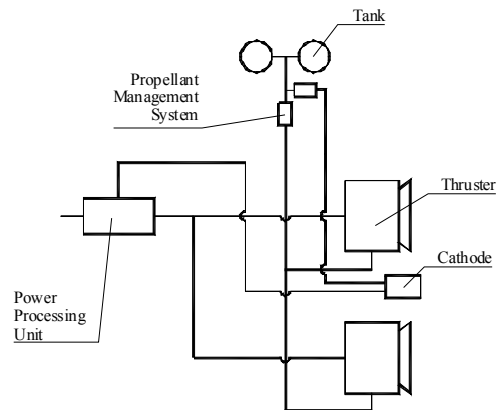 Tank
Propellant
Management
System
Thruster
Cathode
Power
Processing
Unit